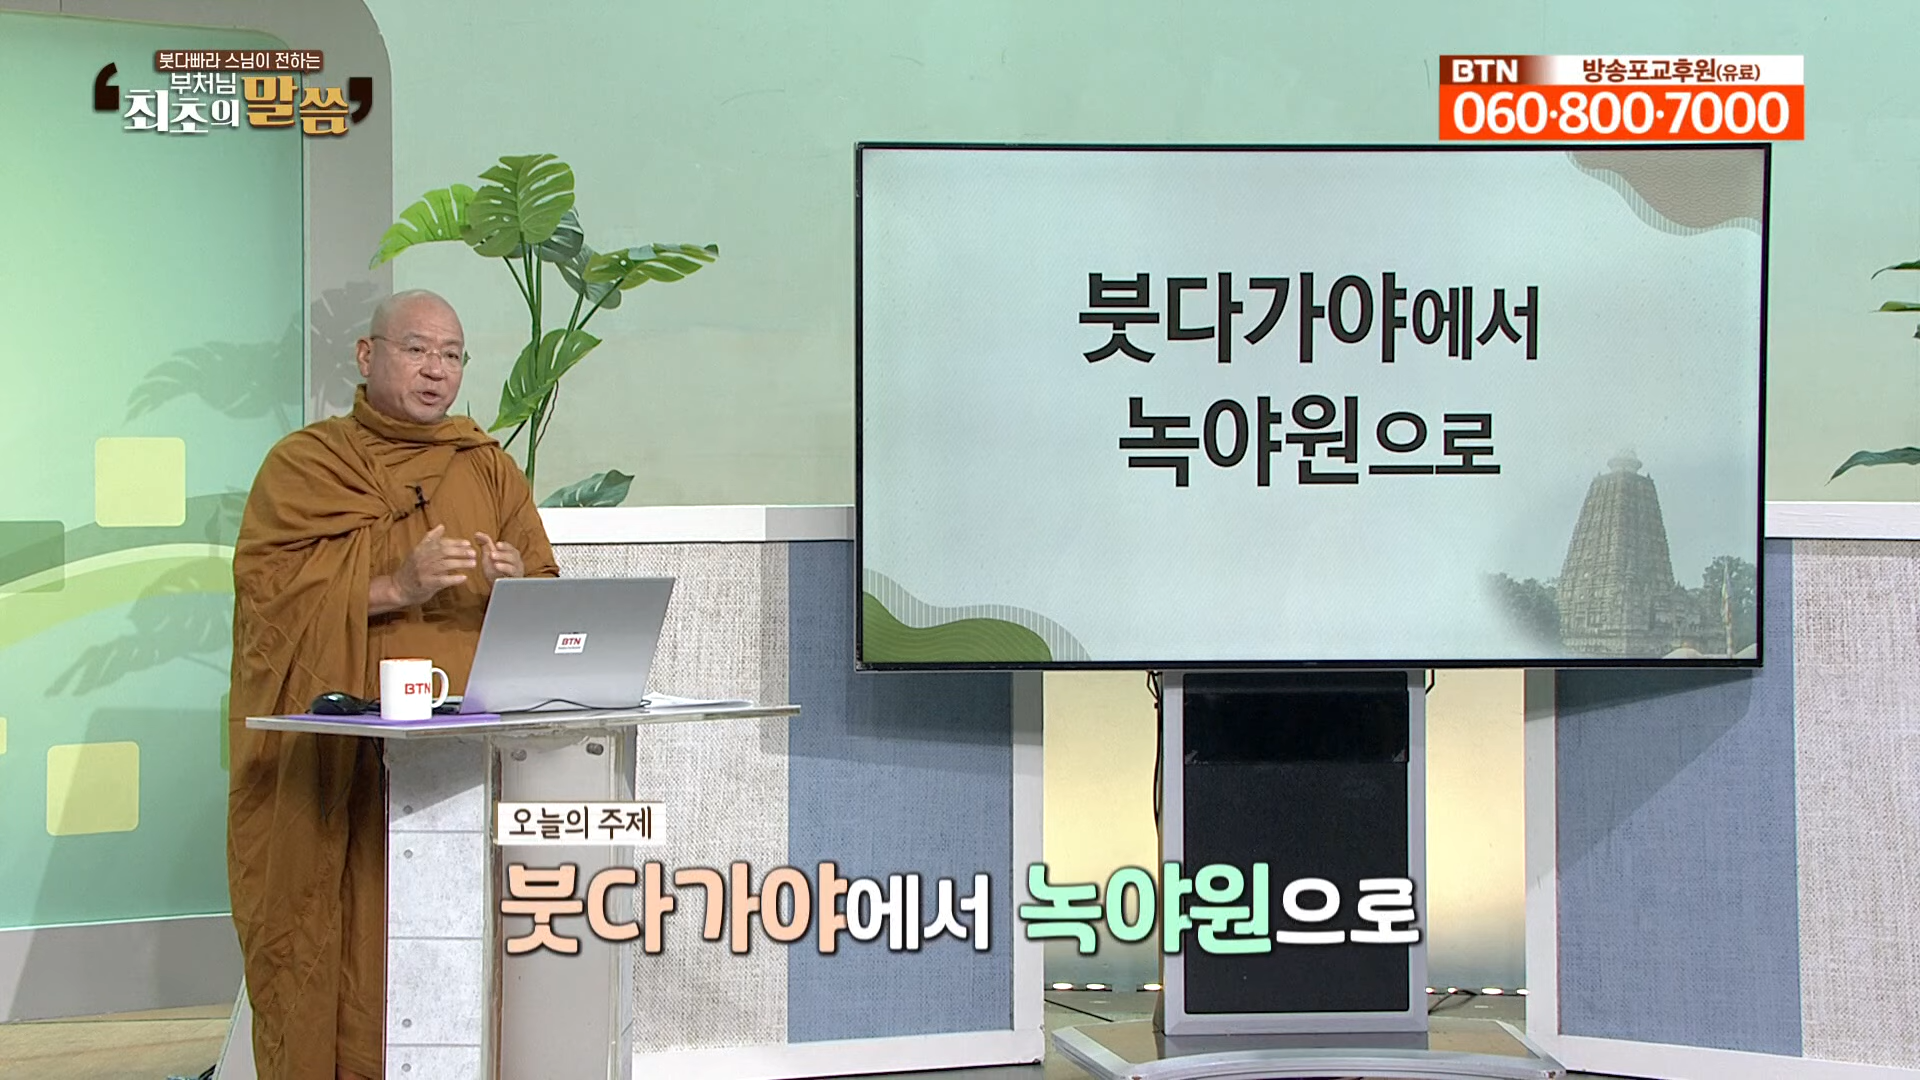 붓다빠라 스님이 전하는
'부처님
최초의 말씀'
BTN 방송포교후원(유료)
060·800·7000
붓다가야에서
녹야원으로
BTN
BTN
오늘의 주제
붓다가야에서 녹야원으로